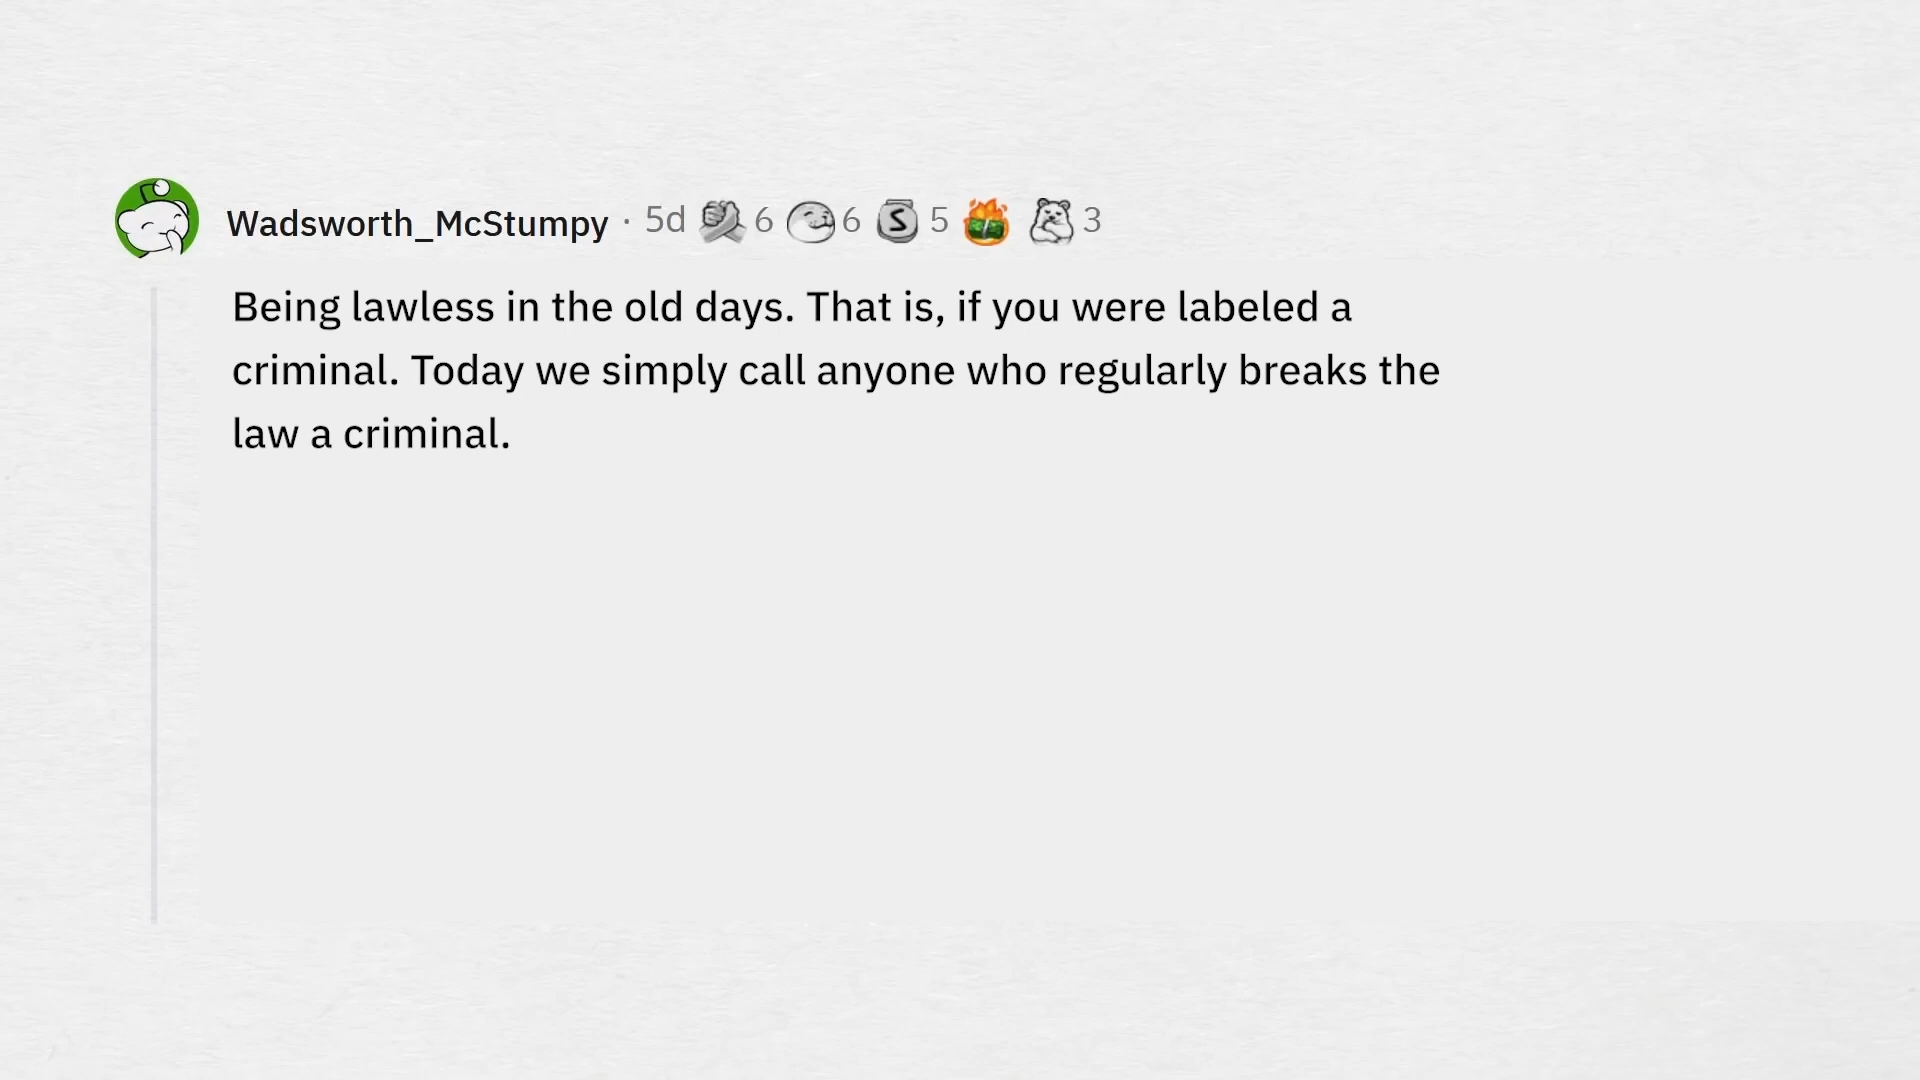 Wadsworth_McStumpy · 5d 6 6 S 5 3
Being lawless in the old days. That is, if you were labeled a
criminal. Today we simply call anyone who regularly breaks the
law a criminal.